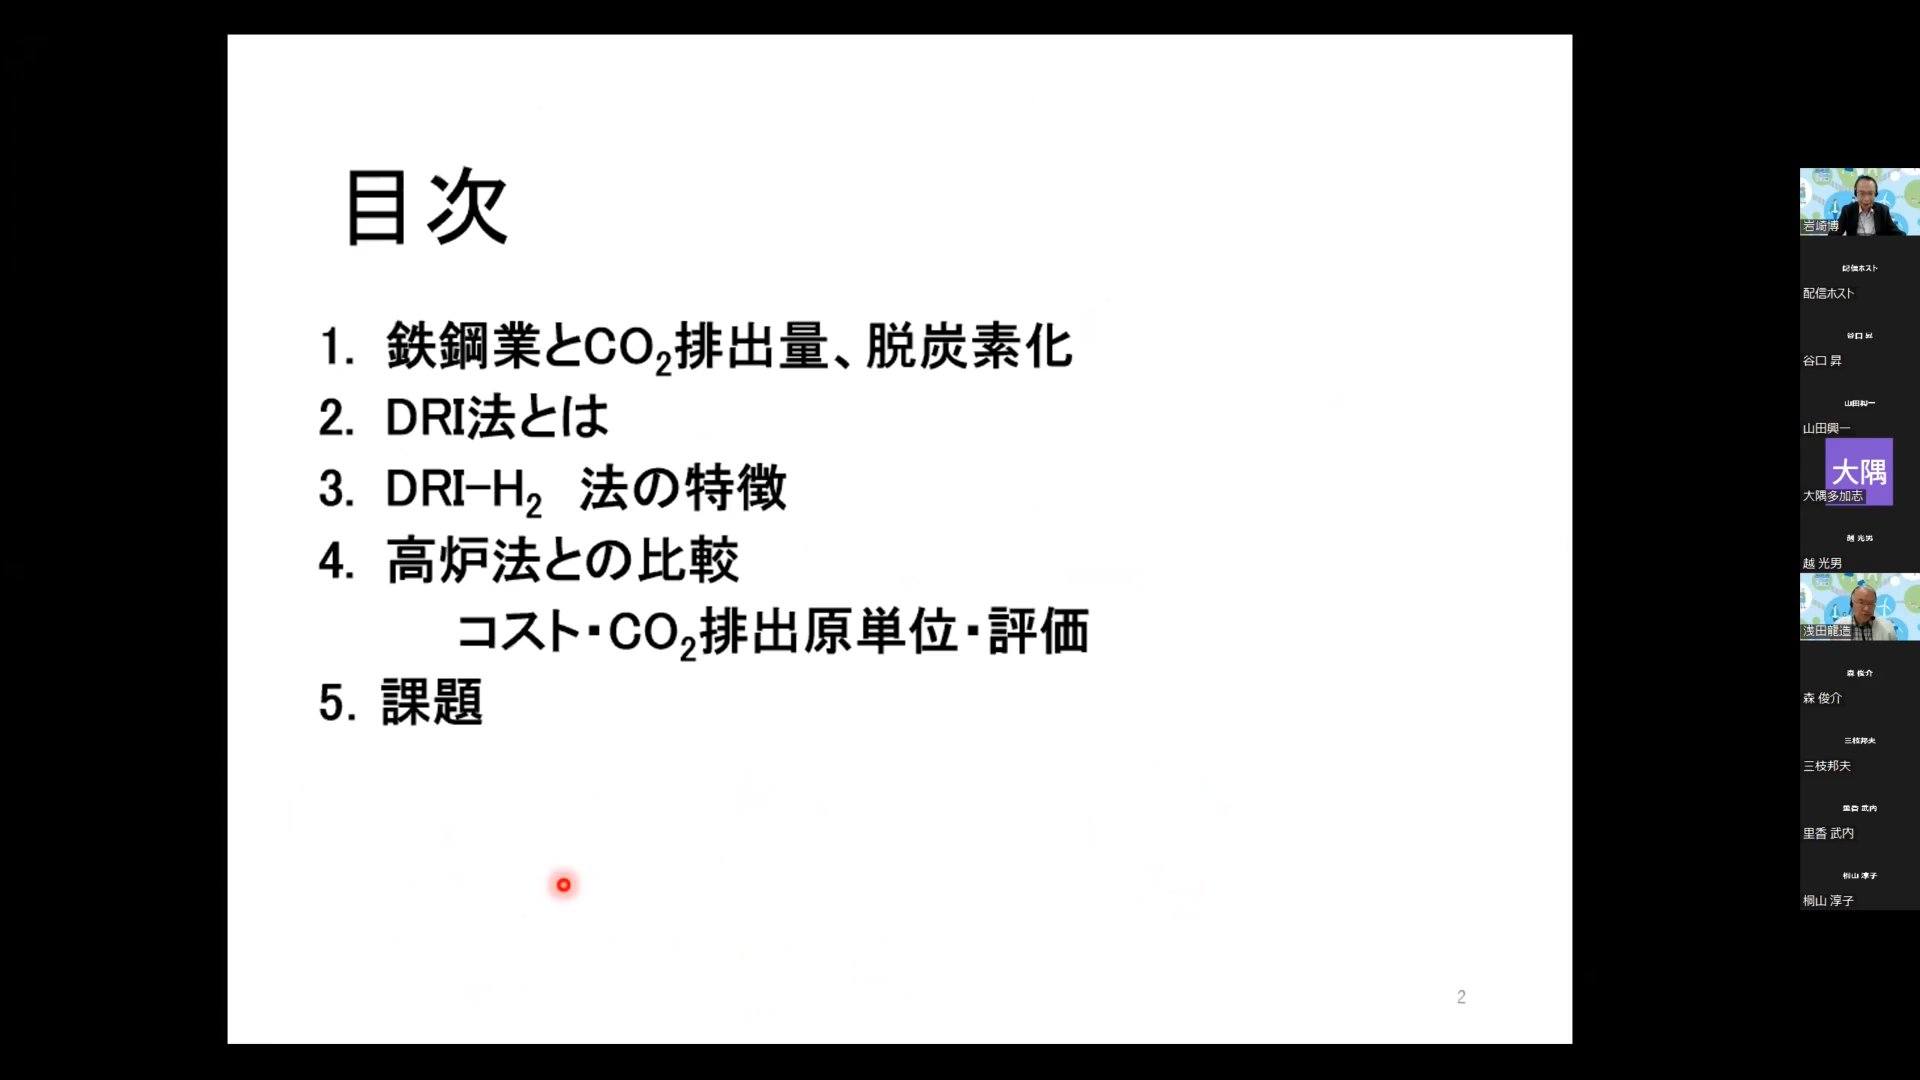 目次
1. 鉄鋼業とCO₂排出量、脱炭素化
2. DRI法とは
3. DRI-H₂ 法の特徴
4. 高炉法との比較
コスト・CO₂排出原単位・評価
5. 課題
2
岩崎博
配信ホスト
配信ホスト
谷口 昇
谷口 昇
山田興一
山田興一
大隅
大隅多加志
越 光男
越 光男
浅田龍造
森 俊介
森 俊介
三枝邦夫
三枝邦夫
里香 武内
里香 武内
桐山 淳子
桐山 淳子